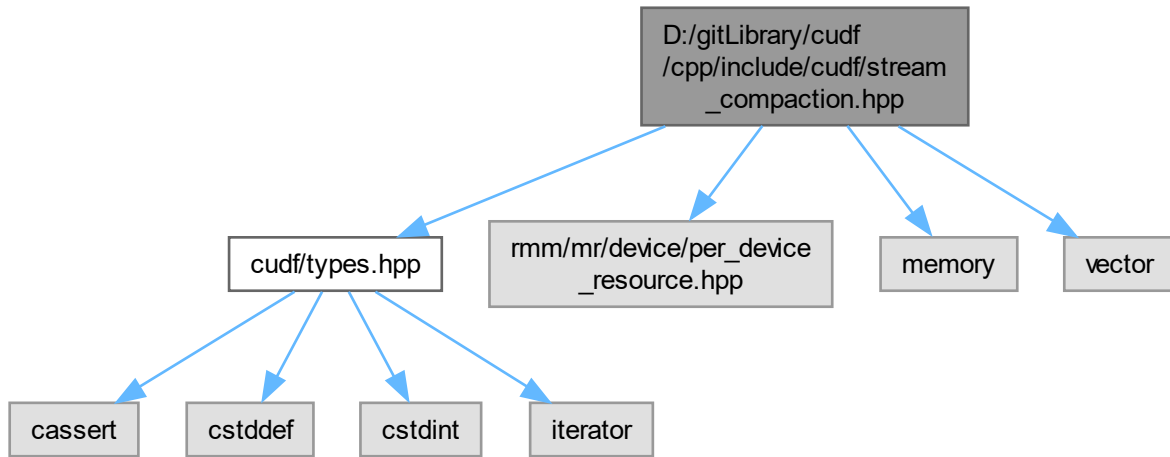 D:/gitLibrary/cudf
/cpp/include/cudf/stream
_compaction.hpp
cudf/types.hpp
rmm/mr/device/per_device
_resource.hpp
memory
vector
cassert
cstddef
cstdint
iterator